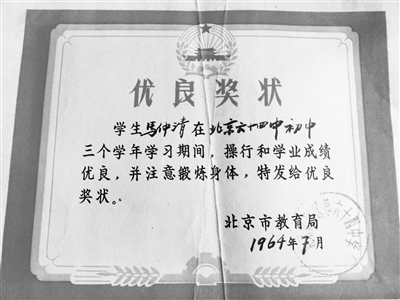 优良奖状
学生馬仲清在北京六十四中初中
三个学年学习期间，操行和学业成绩
优良，并注意锻炼身体，特发给优良
奖状。
北京市教育局
1964年7月